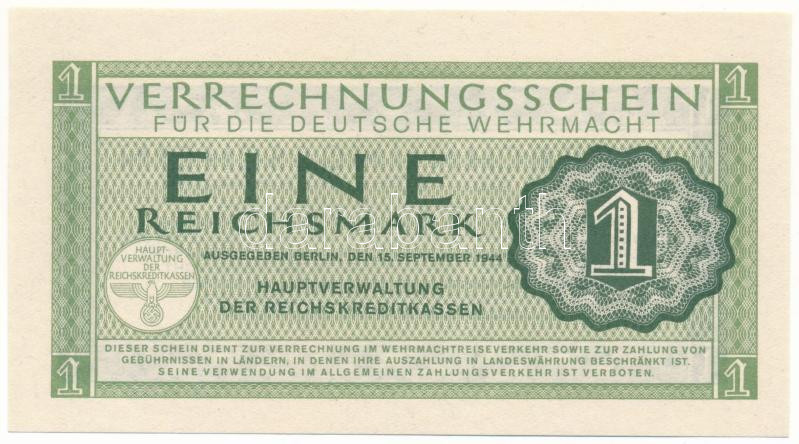 1 1
VERRECHNUNGSSCHEIN
FÜR DIE DEUTSCHE WEHRMACHT
EINE
REICHSMARK
1
AUSGEGEBEN BERLIN, DEN 15. SEPTEMBER 1944
HAUPT-
VERWALTUNG
DER
REICHSKREDITKASSEN
HAUPTVERWALTUNG
DER REICHSKREDITKASSEN
DIESER SCHEIN DIENT ZUR VERRECHNUNG IM WEHRMACHTREISEVERKEHR SOWIE ZUR ZAHLUNG VON
GEBÜHRNISSEN IN LÄNDERN, IN DENEN IHRE AUSZAHLUNG IN LANDESWÄHRUNG BESCHRÄNKT IST.
SEINE VERWENDUNG IM ALLGEMEINEN ZAHLUNGSVERKEHR IST VERBOTEN.
1 1
darabanth